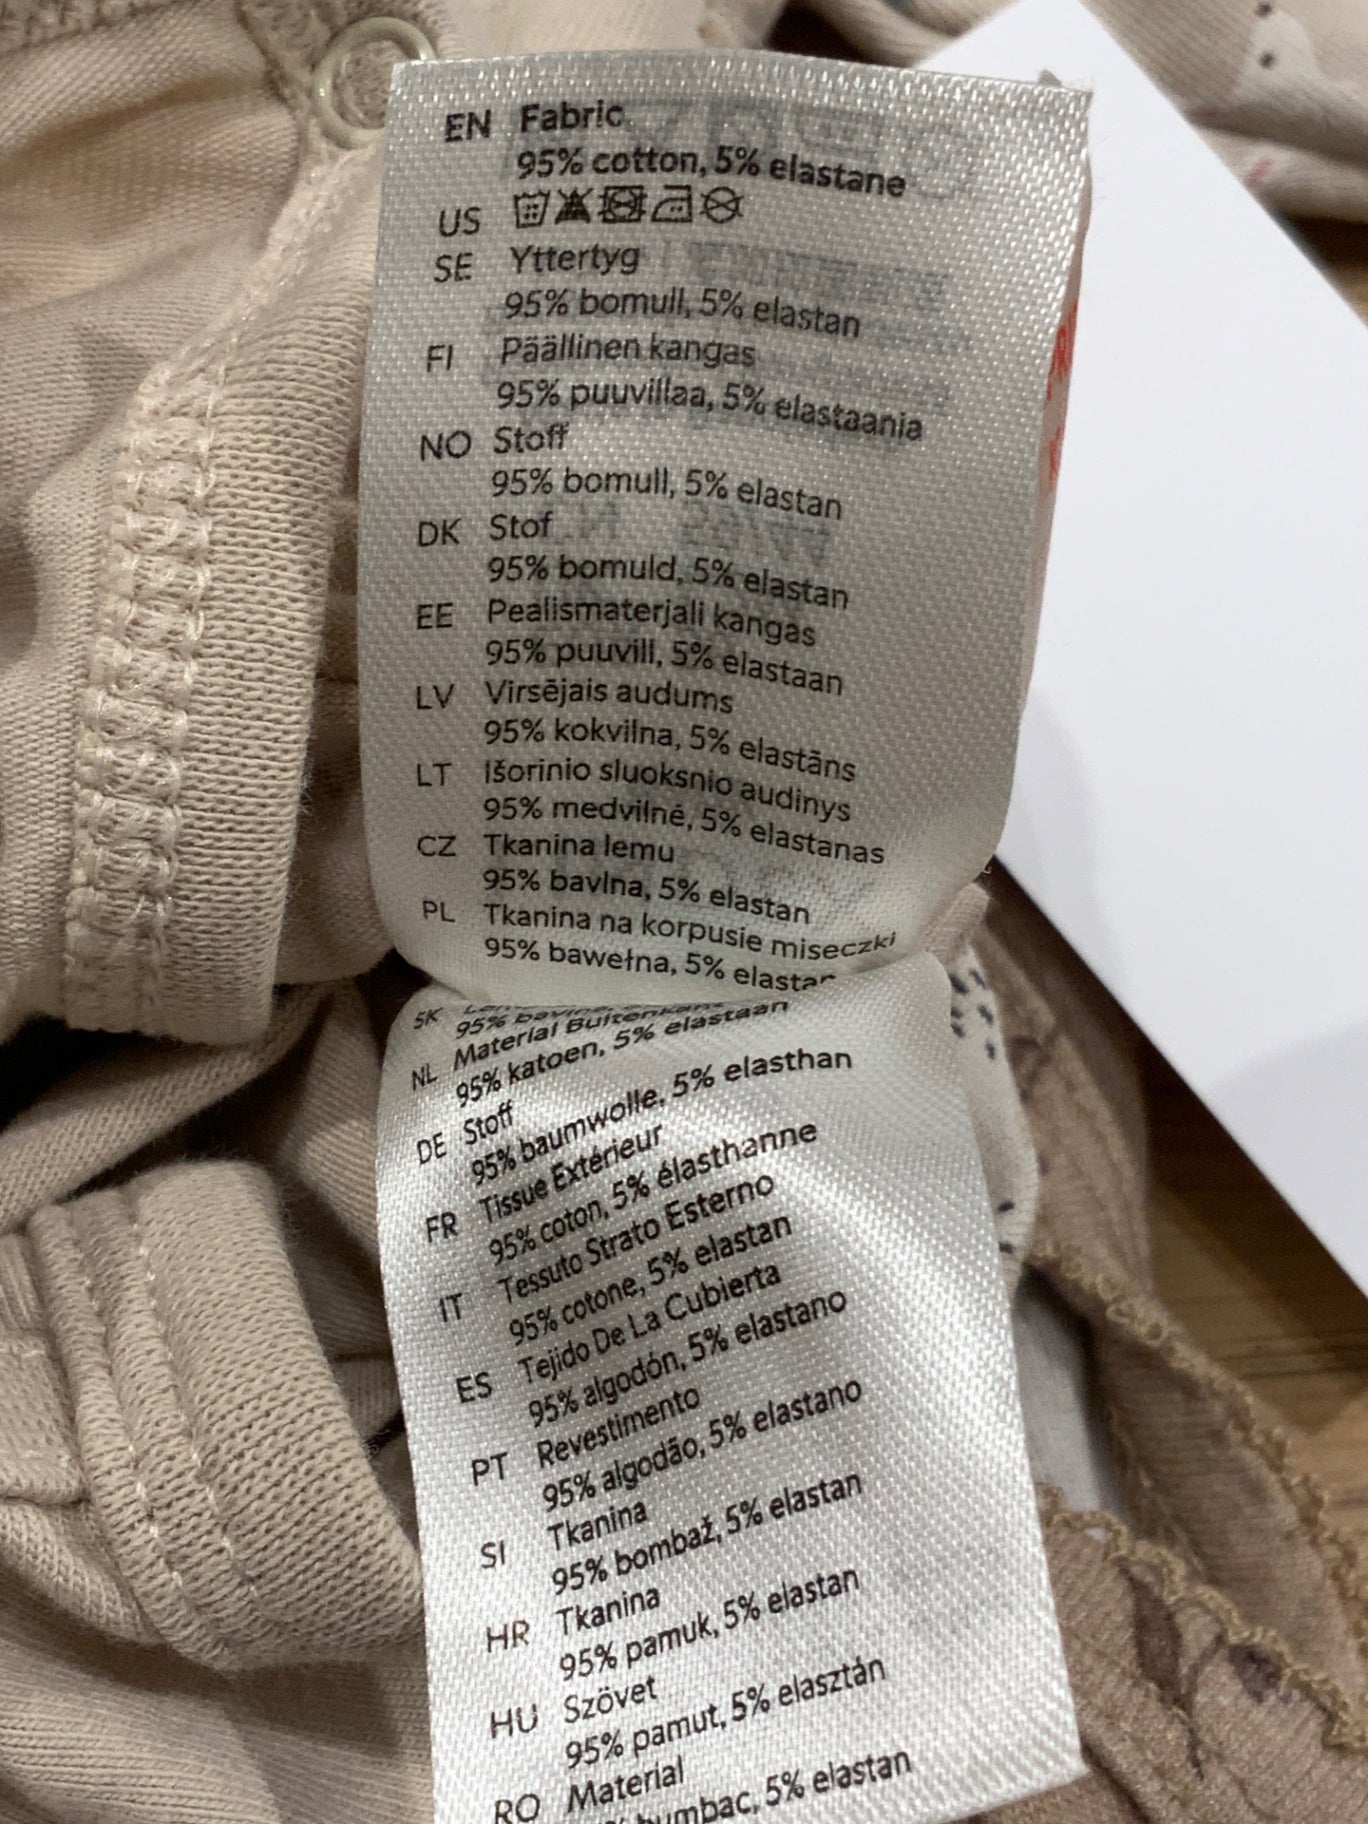 EN Fabric
95% cotton, 5% elastane
US
SE Yttertyg
95% bomull, 5% elastan
FI Päällinen kangas
95% puuvillaa, 5% elastaania
NO Stoff
95% bomull, 5% elastan
DK Stof
95% bomuld, 5% elastan
EE Pealismaterjali kangas
95% puuvill, 5% elastaan
LV Virsējais audums
95% kokvilna, 5% elastāns
LT Išorinio sluoksnio audinys
95% medvilnė, 5% elastanas
CZ Tkanina lemu
95% bavlna, 5% elastan
PL Tkanina na korpusie miseczki
95% bawełna, 5%
SK
95% bavlna, 5%
NL Material Buitenkant
95% katoen, 5% elastaan
DE Stoff
95% baumwolle, 5% elasthan
FR Tissue Extérieur
95% coton, 5% élasthanne
IT Tessuto Strato Esterno
95% cotone, 5% elastan
ES Tejido De La Cubierta
95% algodón, 5% elastano
PT Revestimento
95% algodão, 5% elastano
SI Tkanina
95% bombaž, 5% elastan
HR Tkanina
95% pamuk, 5% elastan
HU Szövet
95% pamut, 5% elasztán
RO Material
bumbac, 5% elastan